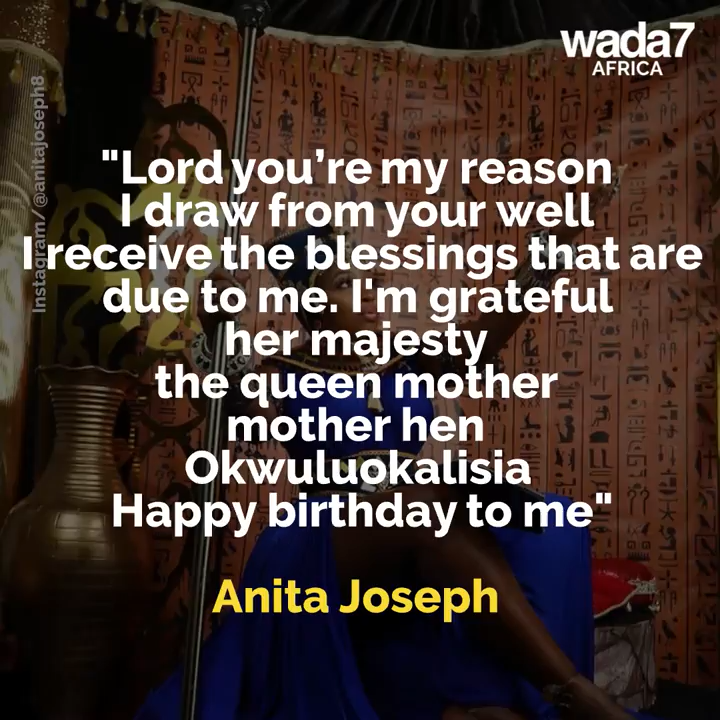 wada7
AFRICA
Instagram/@anitajoseph8
"Lord you’re my reason
I draw from your well
I receive the blessings that are
due to me. I'm grateful
her majesty
the queen mother
mother hen
Okwuluokalisia
Happy birthday to me"
Anita Joseph